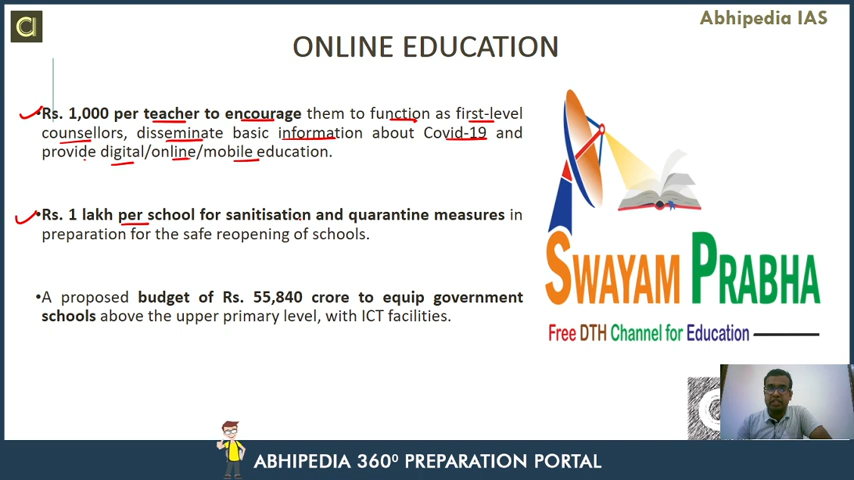 Abhipedia IAS
ONLINE EDUCATION
•Rs. 1,000 per teacher to encourage them to function as first-level
counsellors, disseminate basic information about Covid-19 and
provide digital/online/mobile education.
•Rs. 1 lakh per school for sanitisation and quarantine measures in
preparation for the safe reopening of schools.
•A proposed budget of Rs. 55,840 crore to equip government
schools above the upper primary level, with ICT facilities.
SWAYAM PRABHA
Free DTH Channel for Education
ABHIPEDIA 360⁰ PREPARATION PORTAL